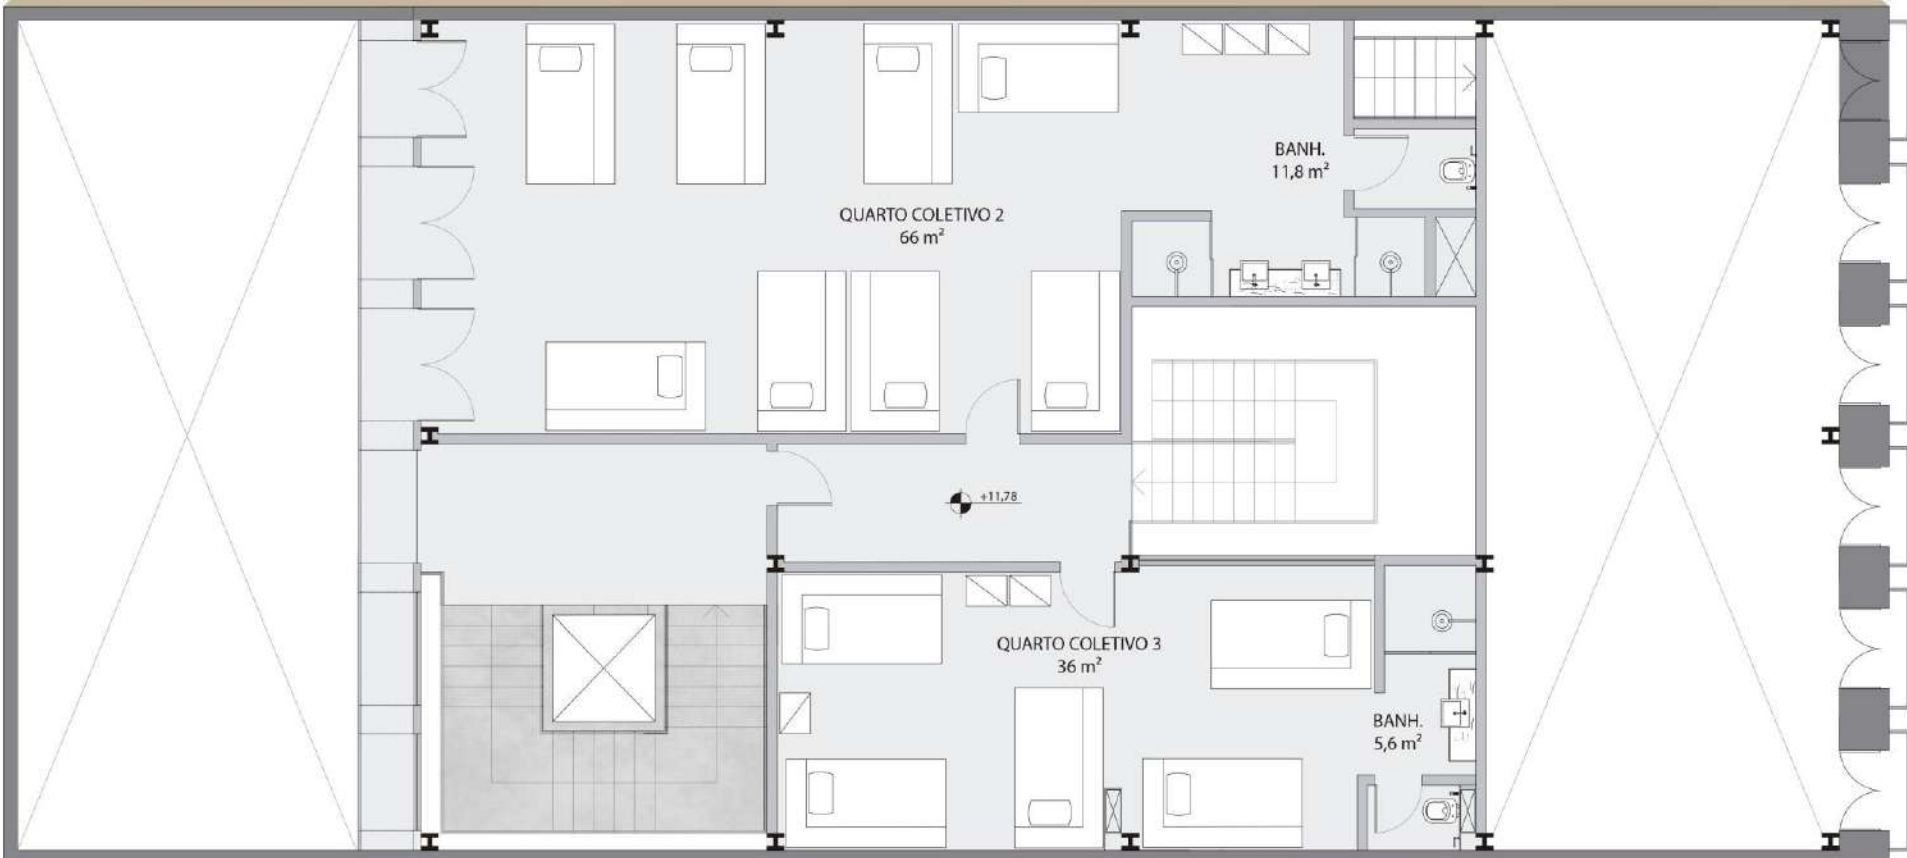 BANH.
11,8 m²
QUARTO COLETIVO 2
66 m²
+11,78
QUARTO COLETIVO 3
36 m²
BANH.
5,6 m²